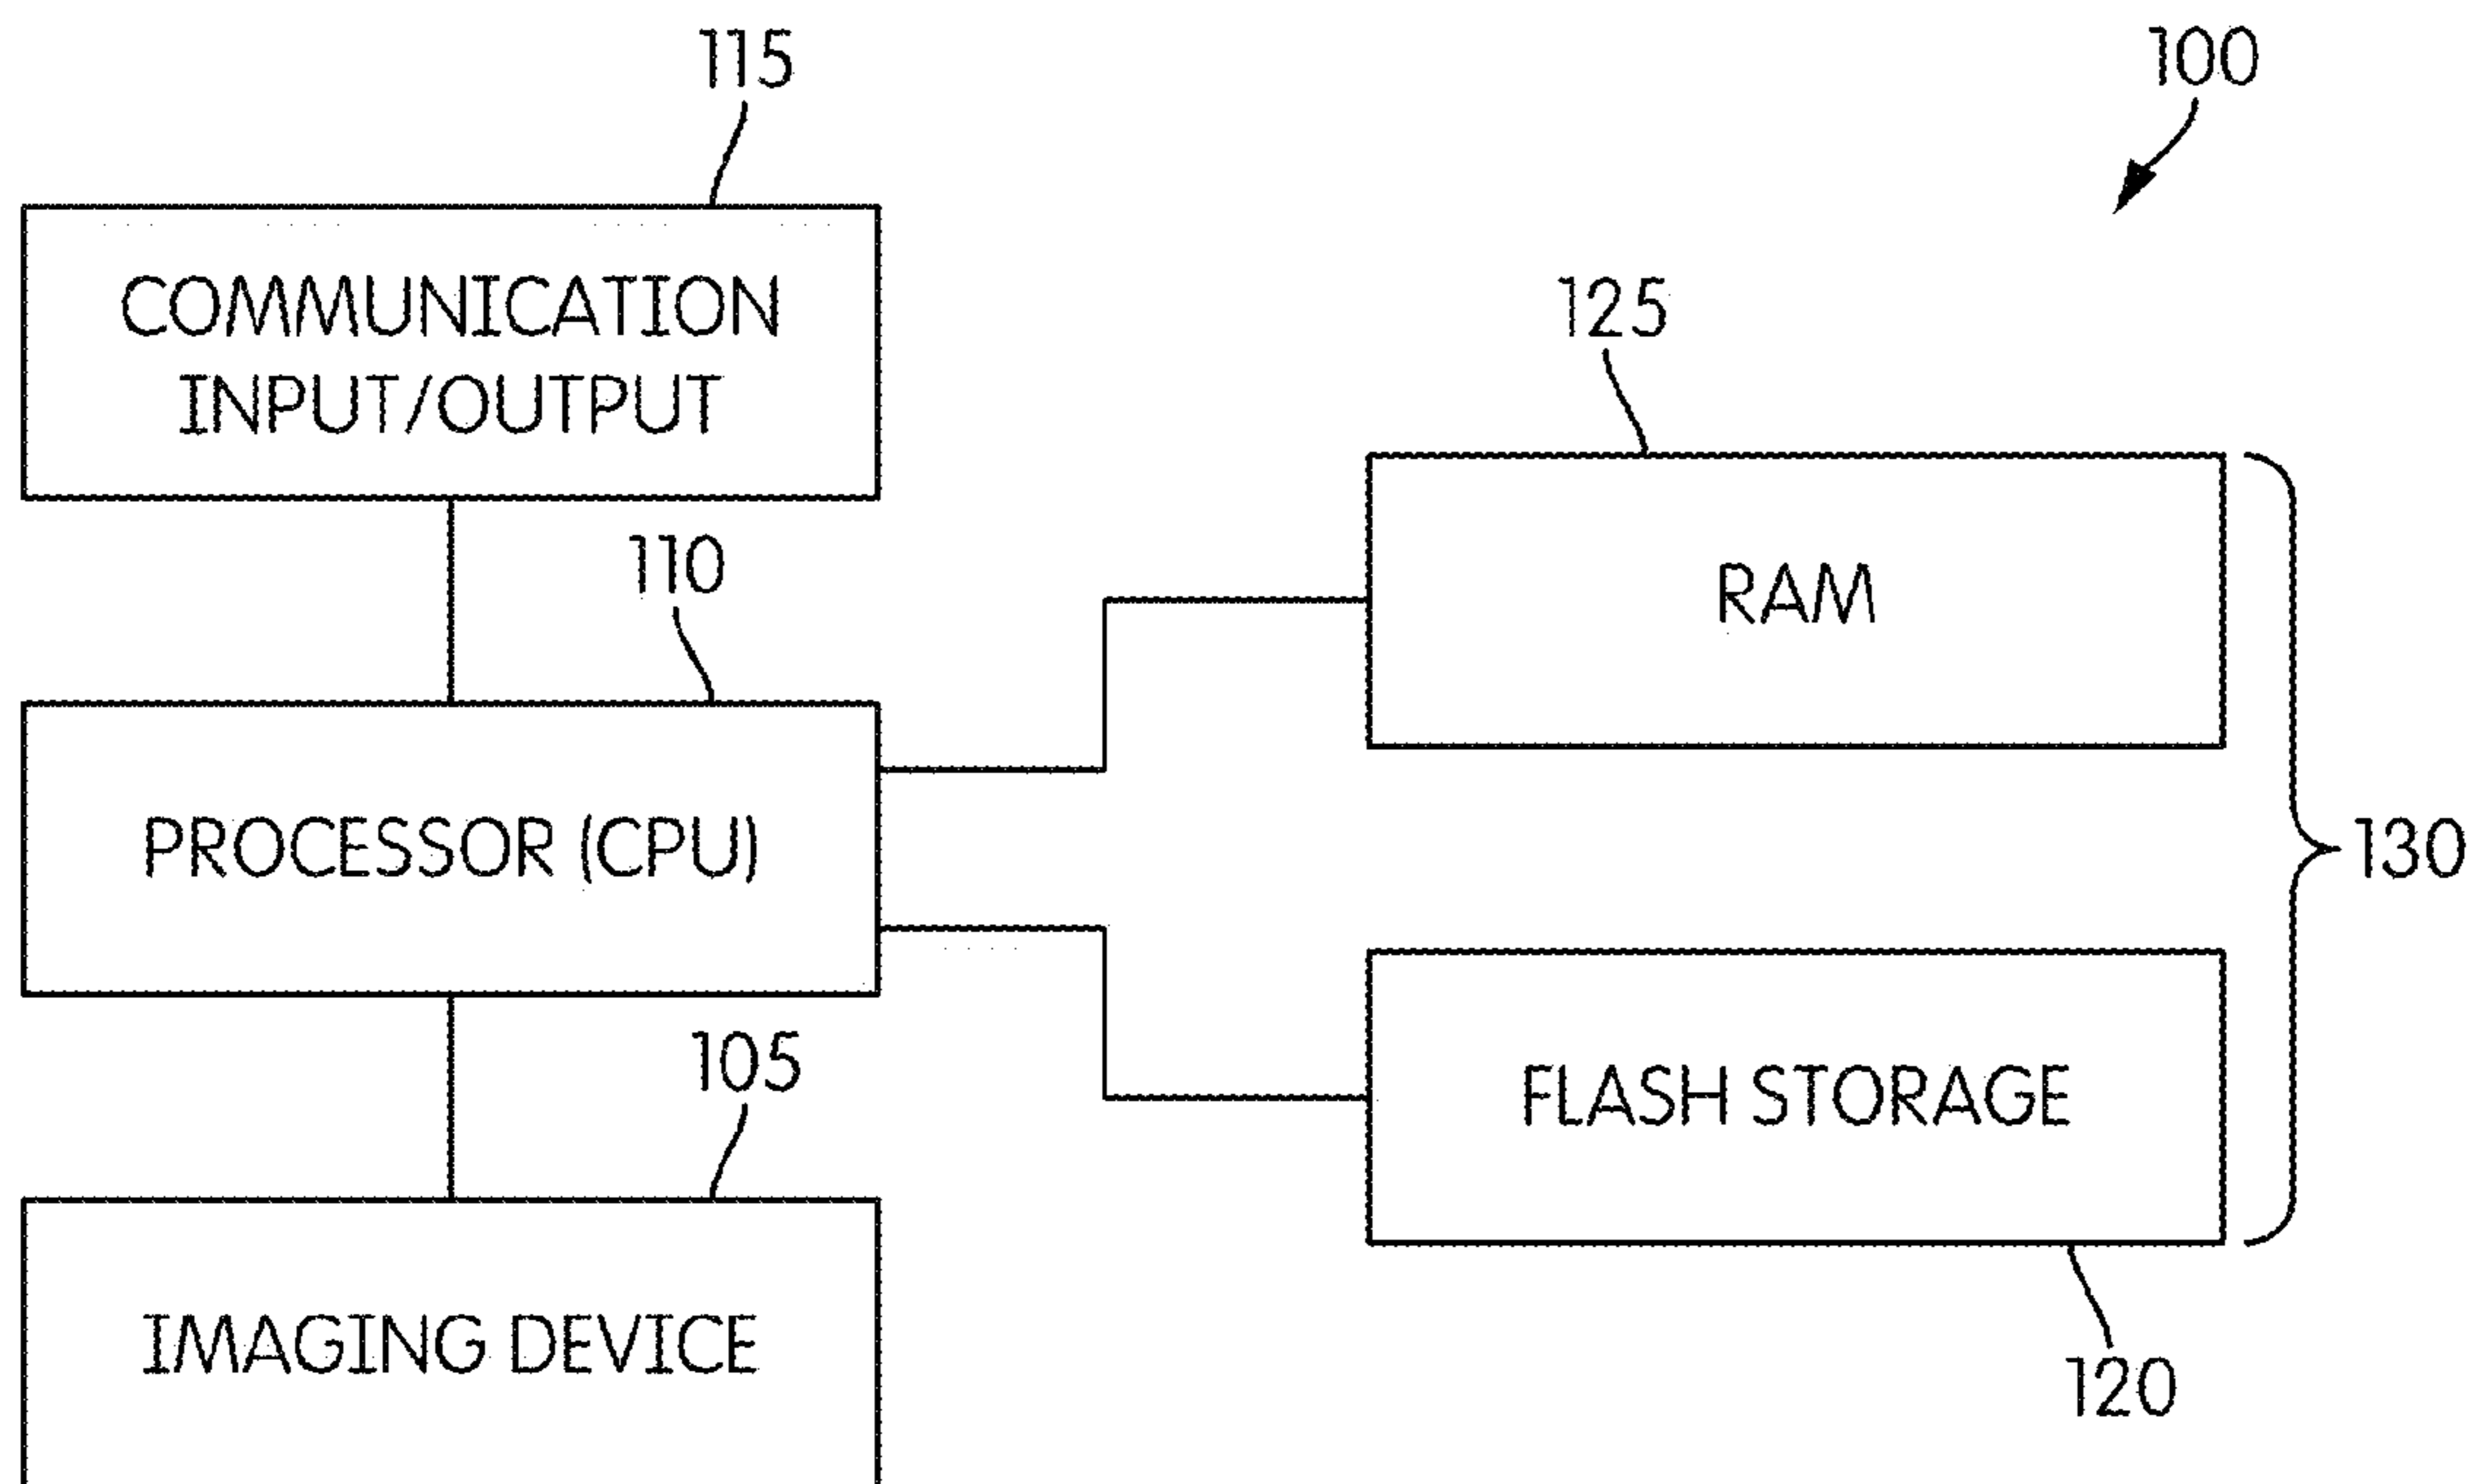 115
100
COMMUNICATION
INPUT/OUTPUT
125
110
RAM
PROCESSOR (CPU)
130
105
FLASH STORAGE
IMAGING DEVICE
120